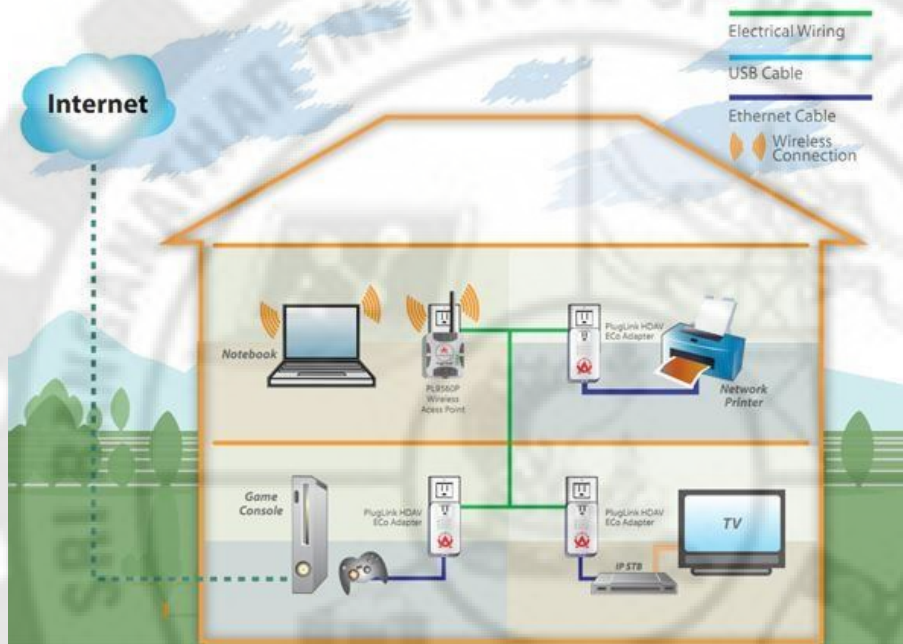 Electrical Wiring
USB Cable
Ethernet Cable
Wireless
Connection
Internet
Notebook
PLR560P
Wireless
Acess Point
PlugLink HDAV
ECo Adapter
Network
Printer
Game
Console
PlugLink HDAV
ECo Adapter
PlugLink HDAV
ECo Adapter
IP STB
TV